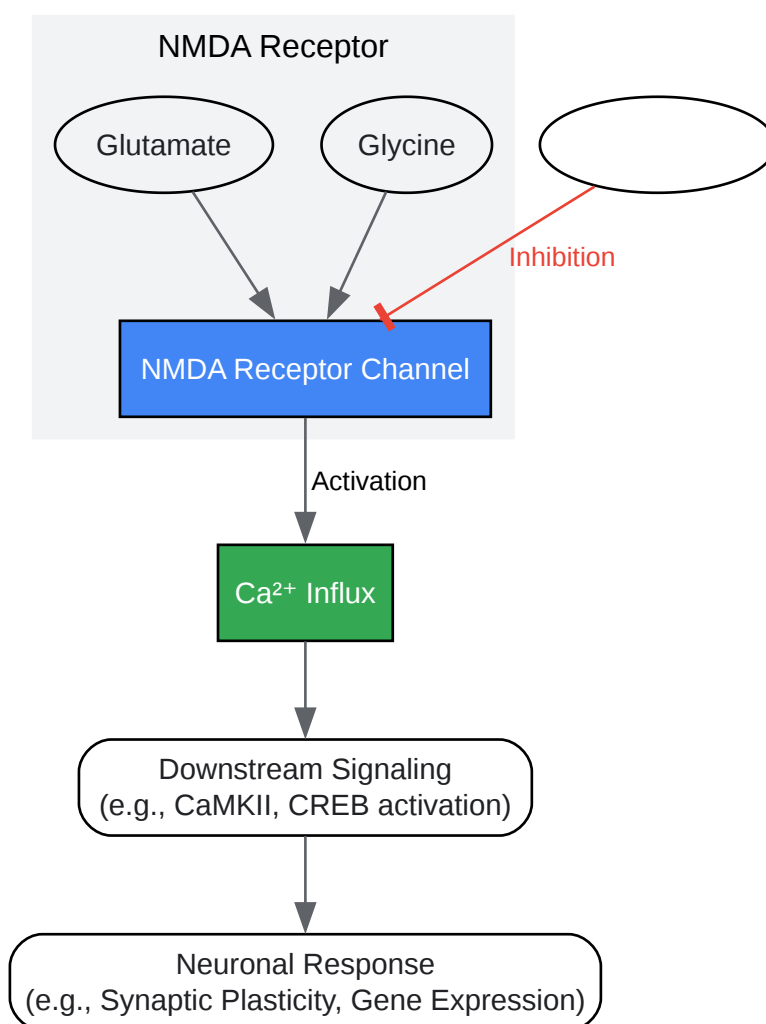 NMDA Receptor
Glutamate
Glycine
Inhibition
NMDA Receptor Channel
Activation
Ca²⁺ Influx
Downstream Signaling
(e.g., CaMKII, CREB activation)
Neuronal Response
(e.g., Synaptic Plasticity, Gene Expression)